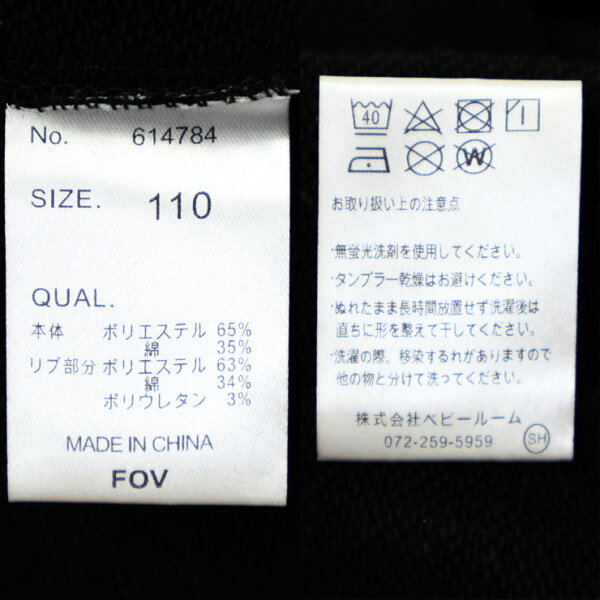 No. 614784
SIZE. 110
QUAL.
本体 ポリエステル 65%
綿 35%
リブ部分 ポリエステル 63%
綿 34%
ポリウレタン 3%
MADE IN CHINA
FOV
40
W
お取り扱い上の注意点
・無蛍光洗剤を使用してください。
・タンブラー乾燥はお避けください。
・ぬれたまま長時間放置せず洗濯後は
直ちに形を整えて干してください。
・洗濯の際、移染するれがありますので
他の物と分けて洗ってください。
株式会社ベビールーム
072-259-5959
SH